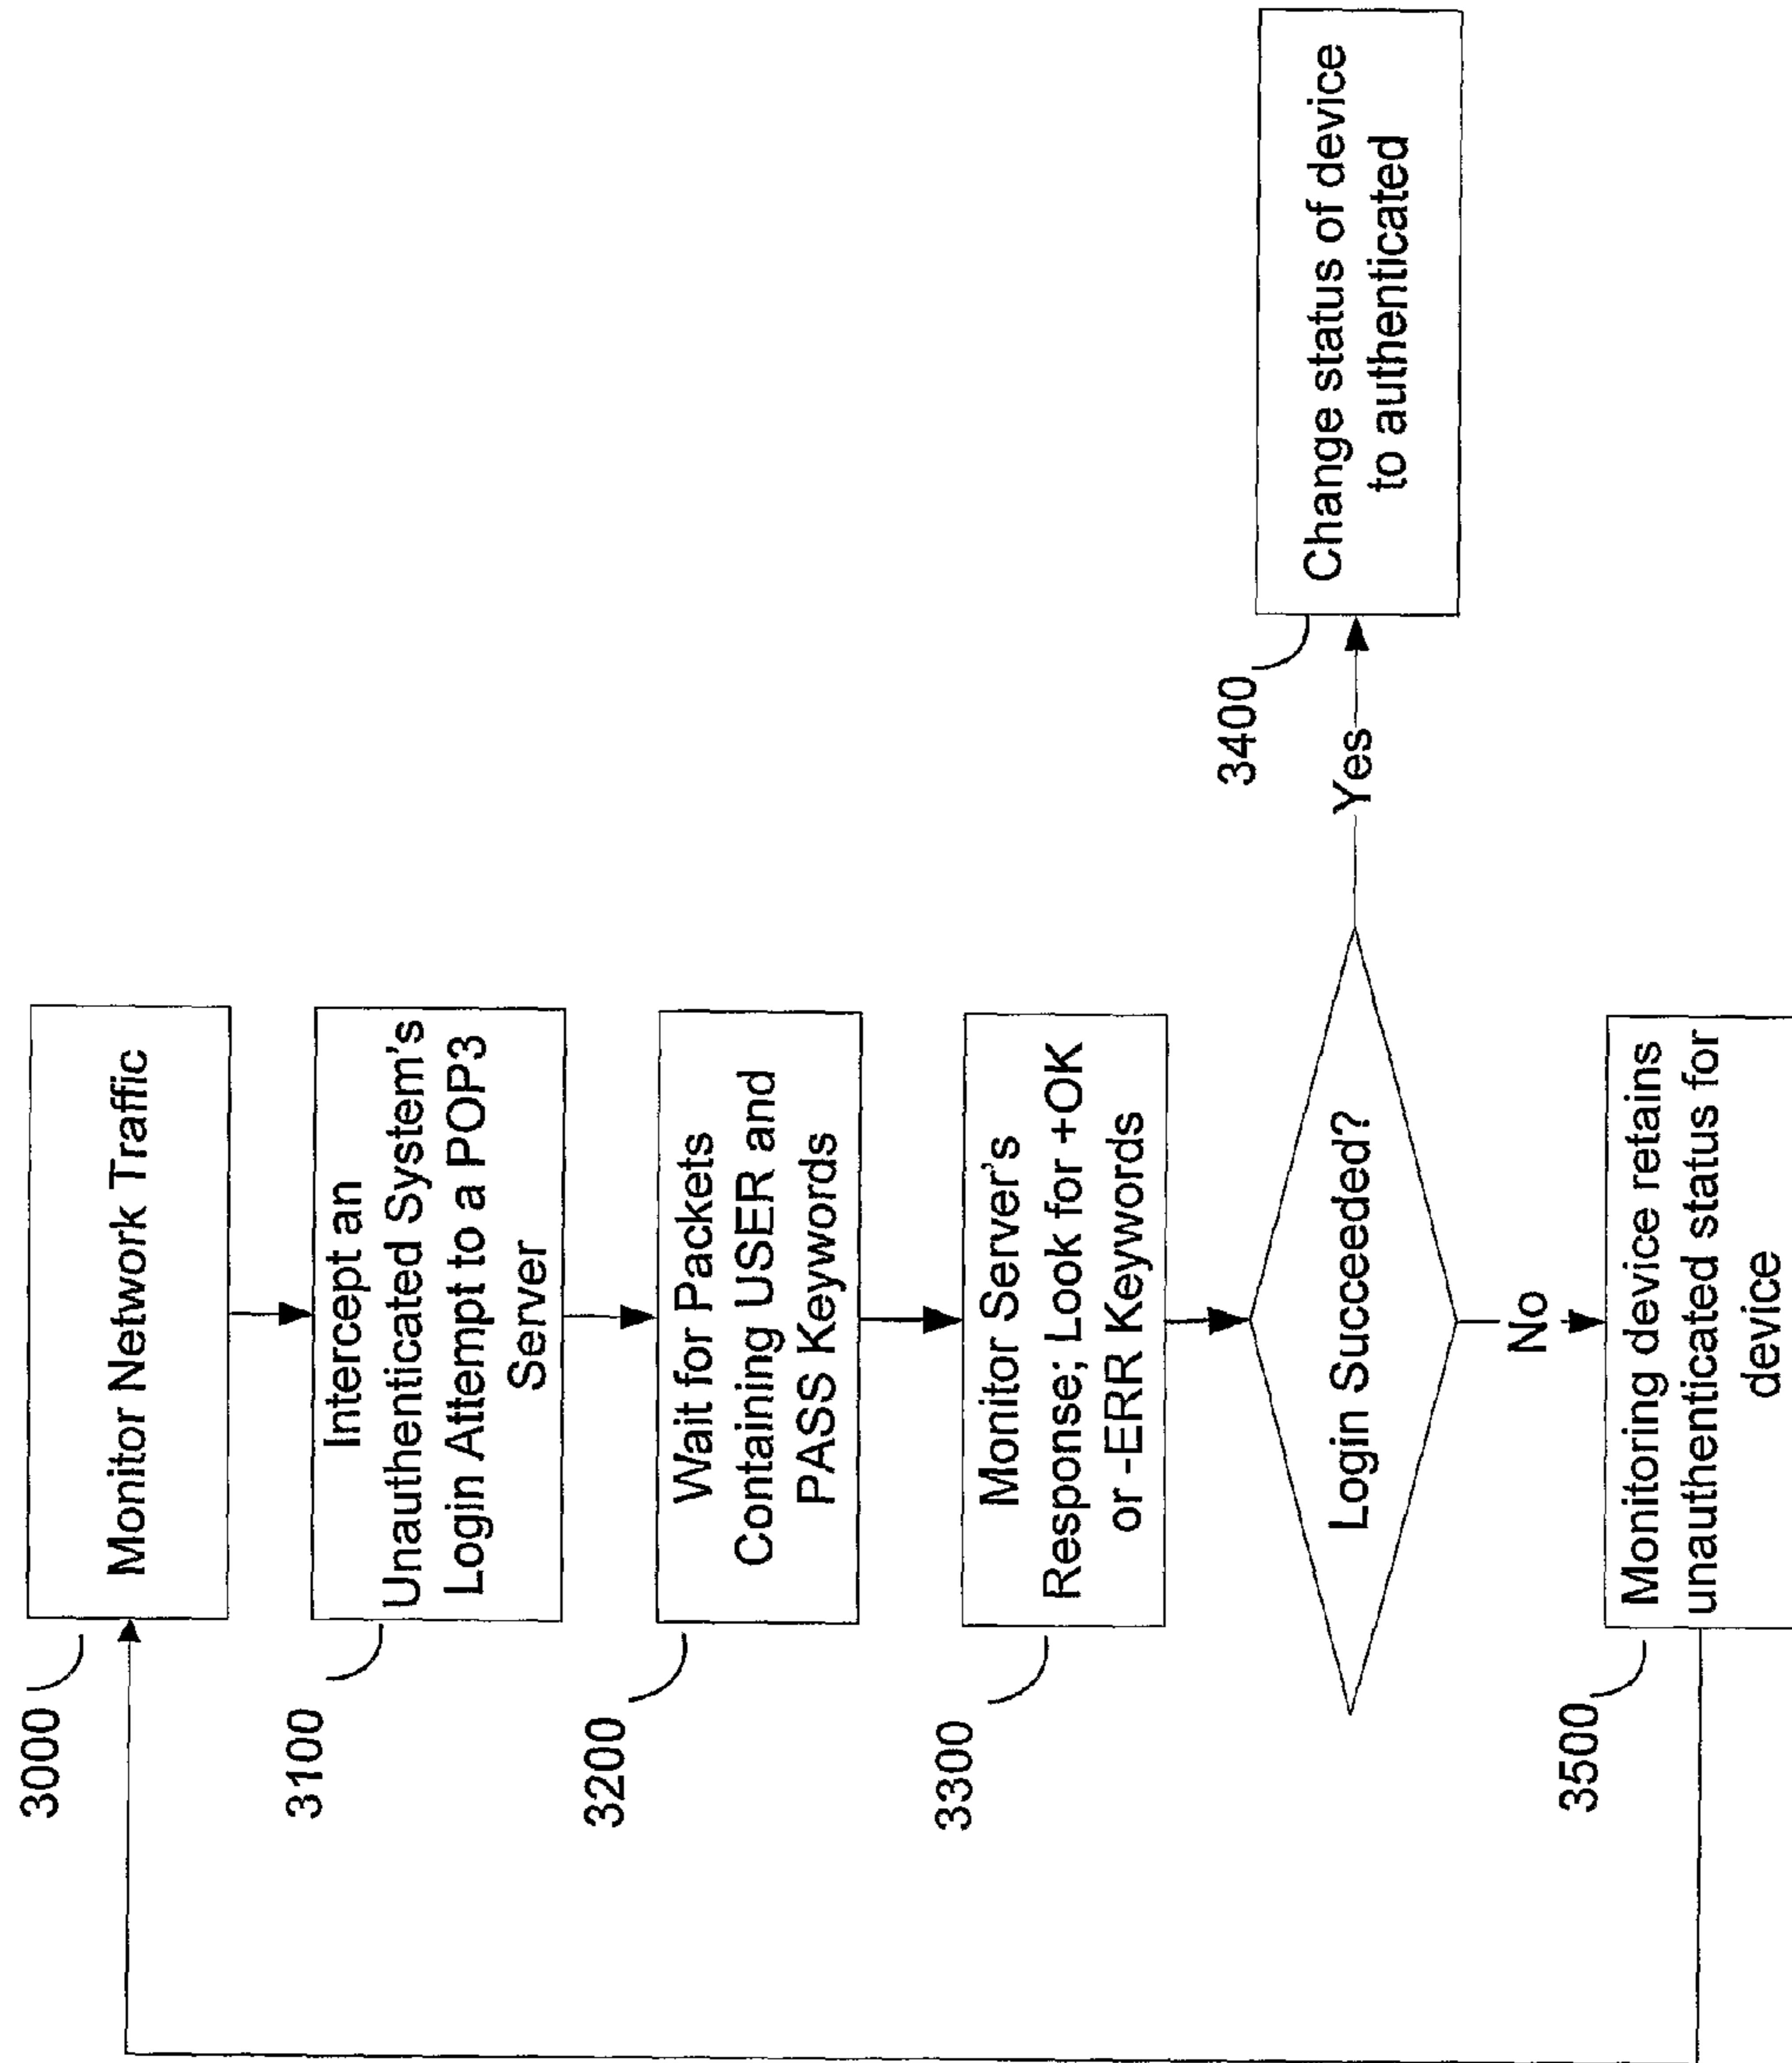 3000
Monitor Network Traffic
3100
Intercept an
Unauthenticated System's
Login Attempt to a POP3
Server
3200
Wait for Packets
Containing USER and
PASS Keywords
3300
Monitor Server's
Response; Look for +OK
or -ERR Keywords
Login Succeeded?
Yes
3400
Change status of device
to authenticated
No
3500
Monitoring device retains
unauthenticated status for
device